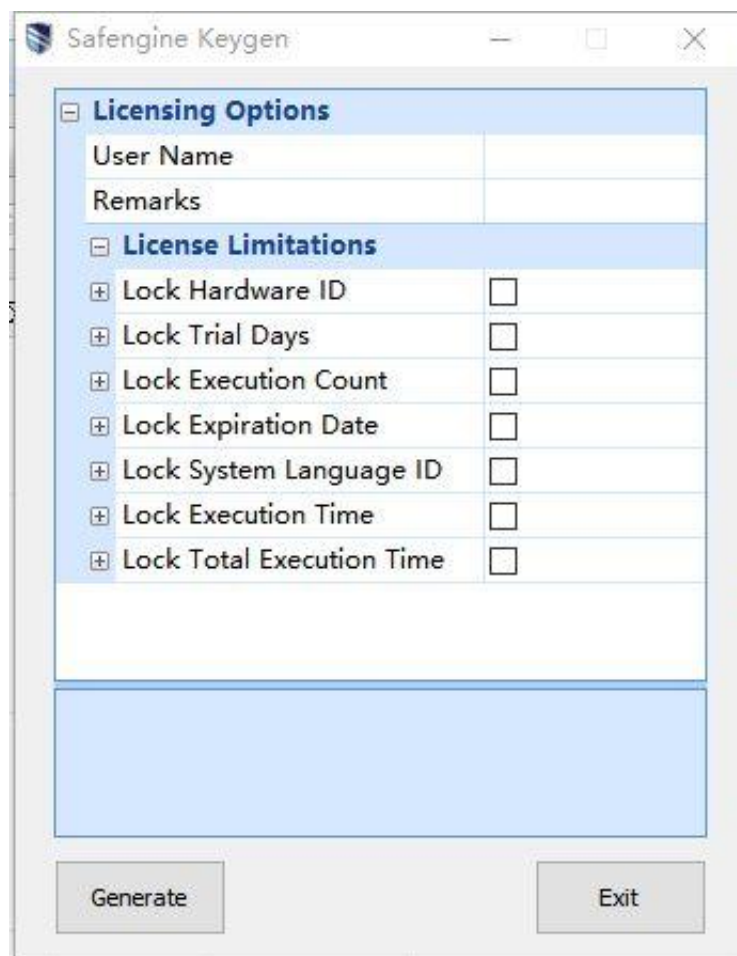 Safengine Keygen
Licensing Options
User Name
Remarks
License Limitations
Lock Hardware ID
Lock Trial Days
Lock Execution Count
Lock Expiration Date
Lock System Language ID
Lock Execution Time
Lock Total Execution Time
Generate
Exit